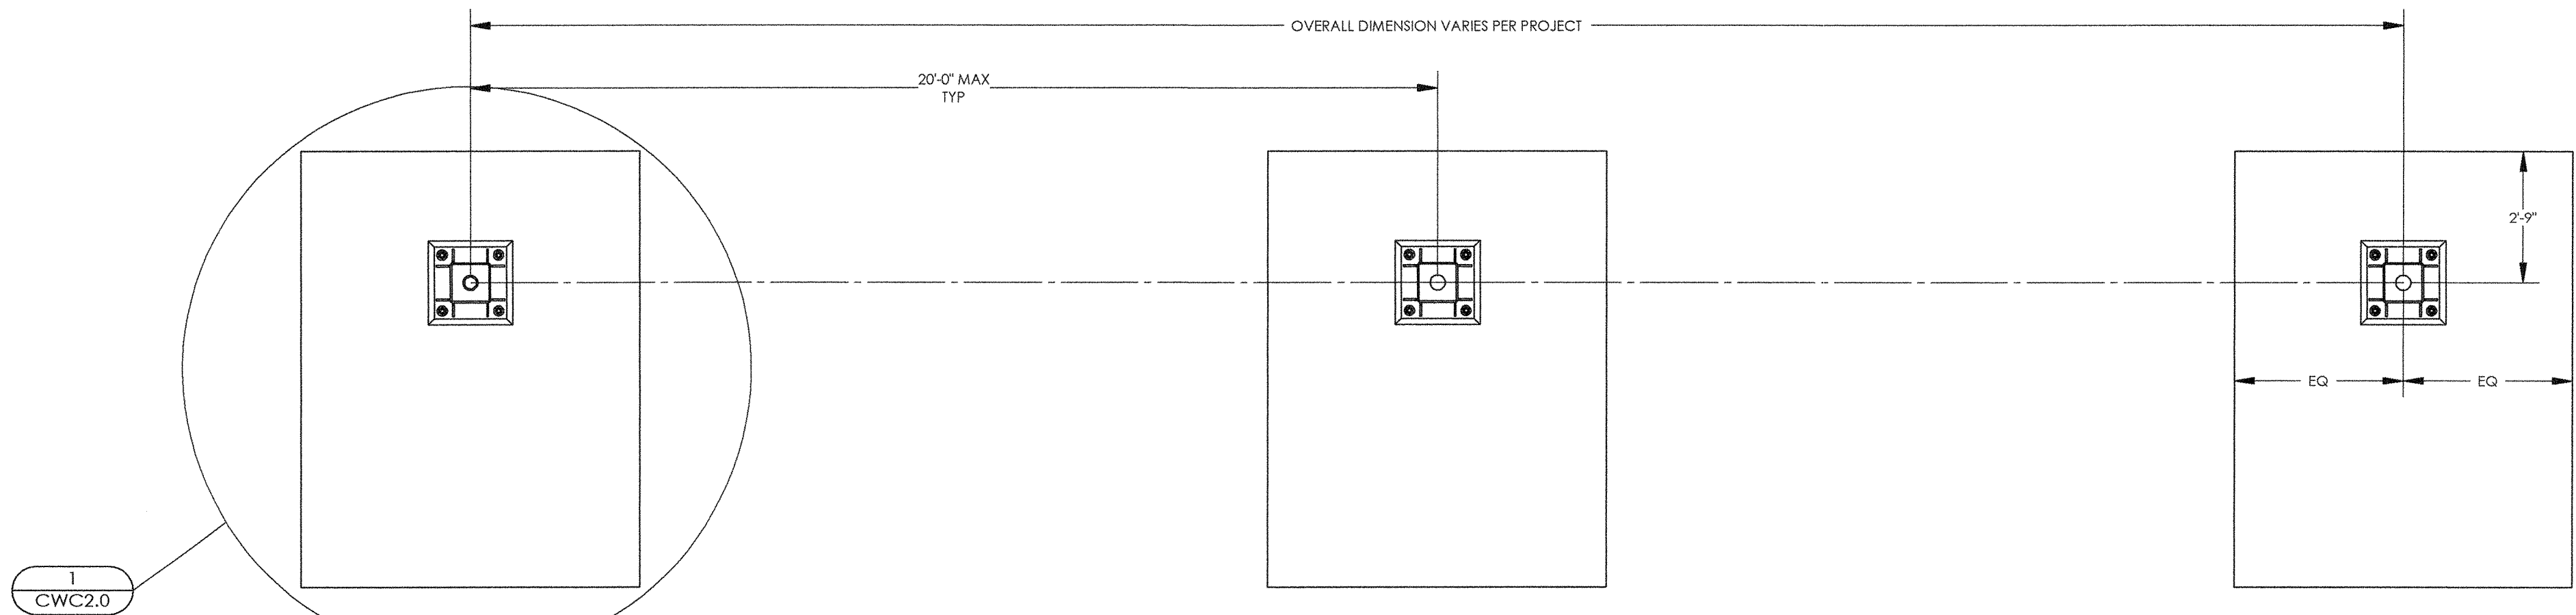 OVERALL DIMENSION VARIES PER PROJECT
20'-0" MAX
TYP
2'-9"
EQ EQ
1
CWC2.0